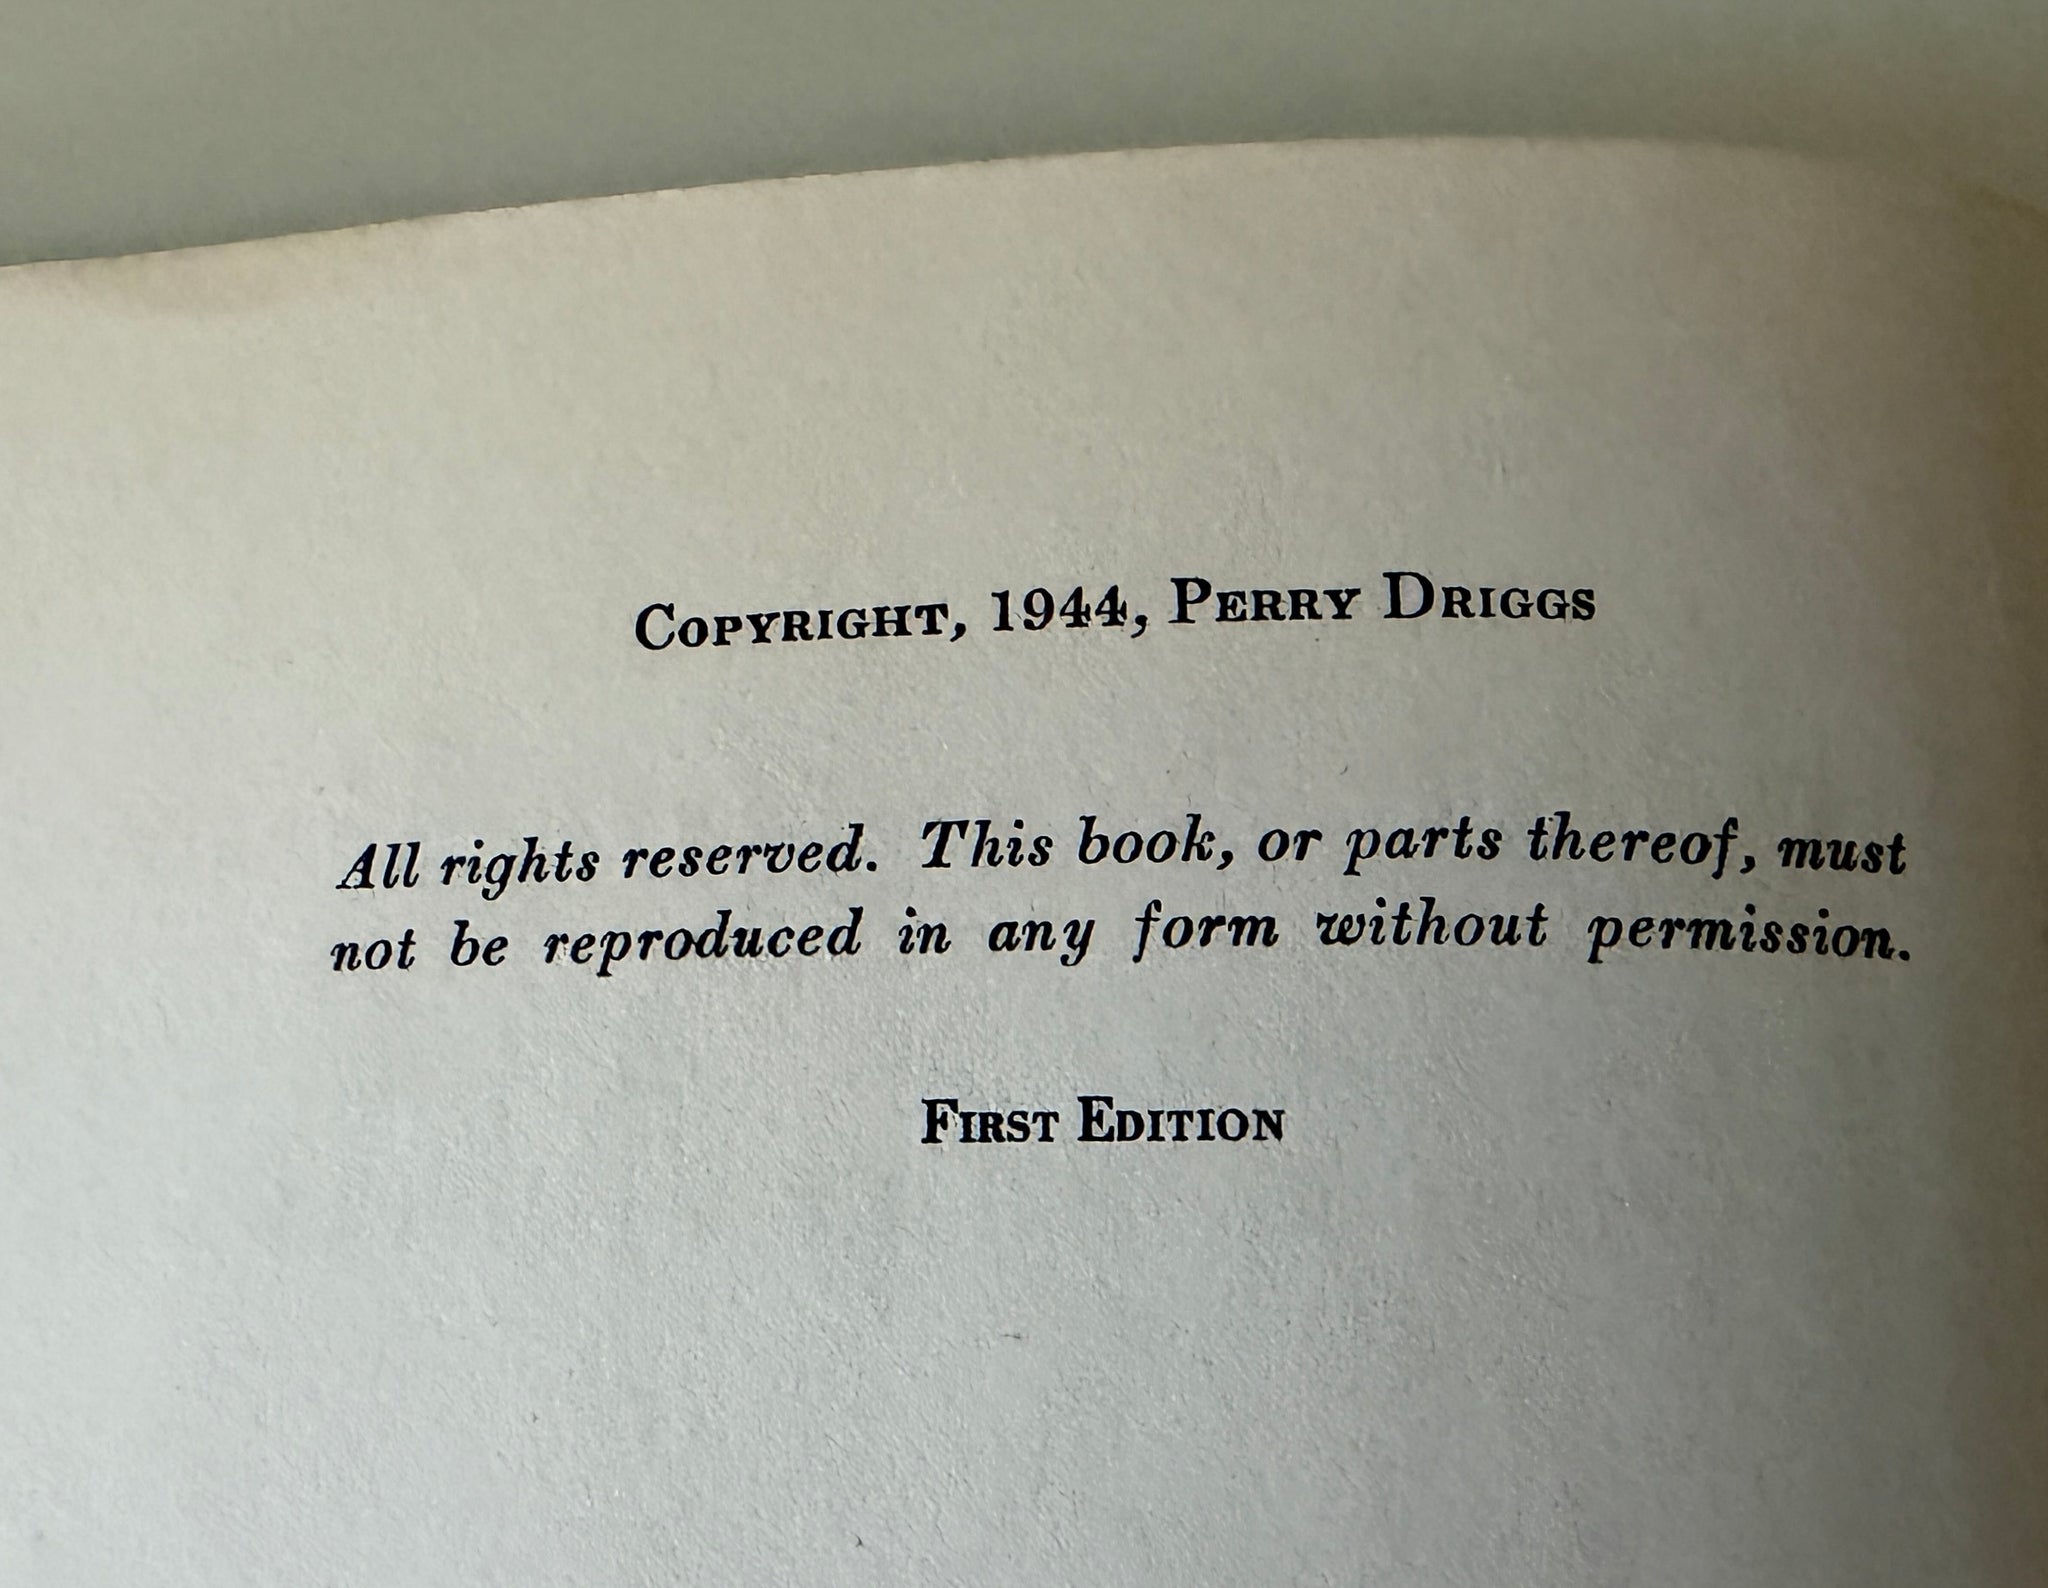 Copyright, 1944, Perry Driggs
All rights reserved. This book, or parts thereof, must
not be reproduced in any form without permission.
First Edition